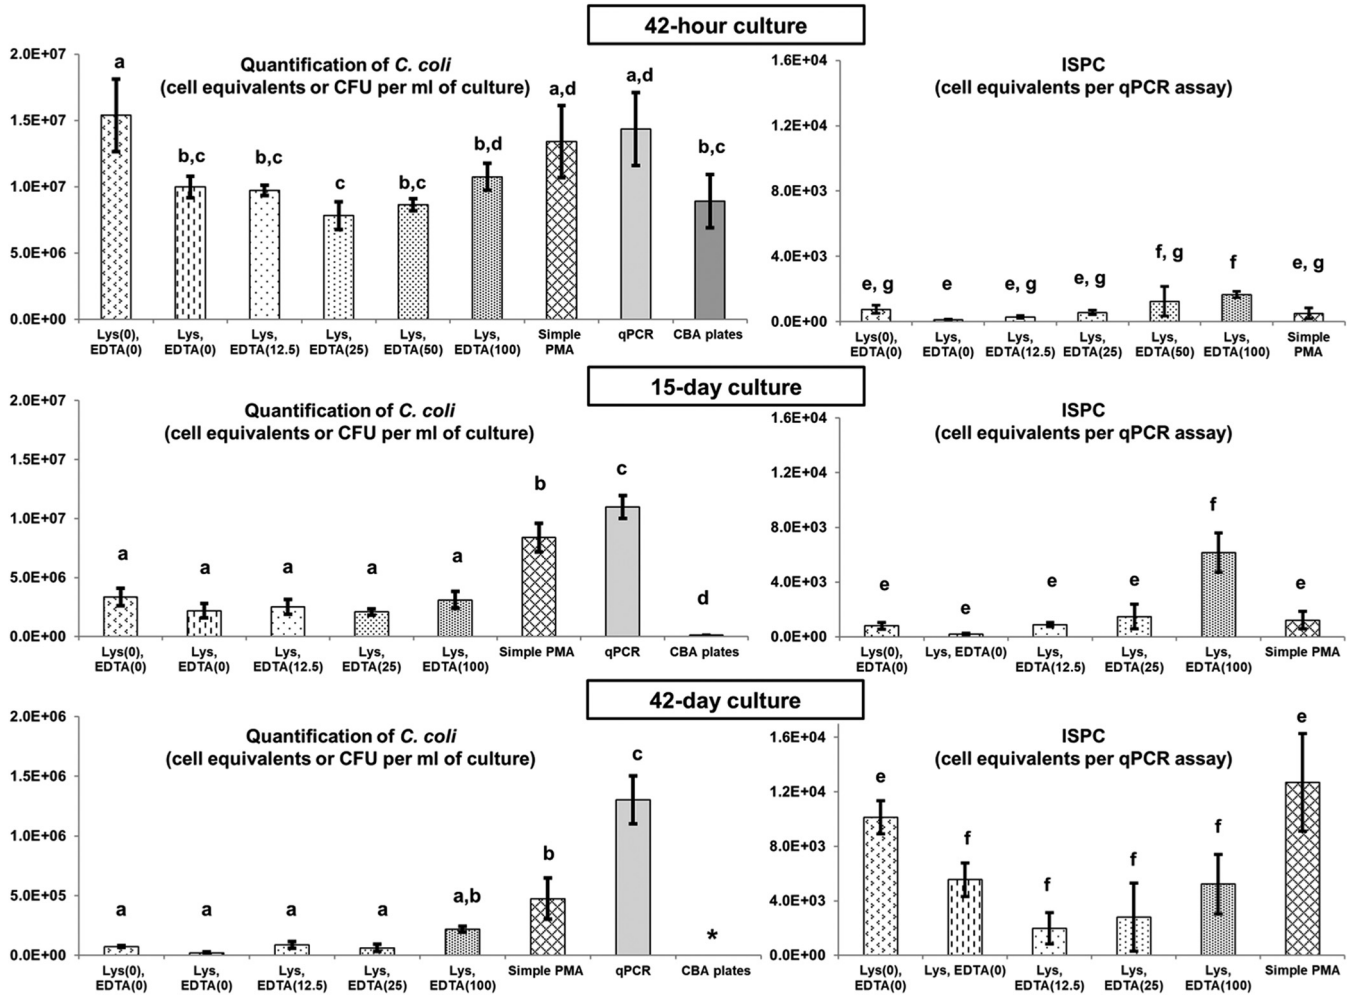 42-hour culture
Quantification of C. coli
(cell equivalents or CFU per ml of culture)
2.0E+07
1.5E+07
1.0E+07
5.0E+06
0.0E+00
a
b,c
b,c
c
b,c
b,d
a,d
a,d
b,c
Lys(0), EDTA(0)
Lys, EDTA(0)
Lys, EDTA(12.5)
Lys, EDTA(25)
Lys, EDTA(50)
Lys, EDTA(100)
Simple PMA
qPCR
CBA plates
ISPC
(cell equivalents per qPCR assay)
1.6E+04
1.2E+04
8.0E+03
4.0E+03
0.0E+00
e, g
e
e, g
e, g
f, g
f
e, g
Lys(0), EDTA(0)
Lys, EDTA(0)
Lys, EDTA(12.5)
Lys, EDTA(25)
Lys, EDTA(50)
Lys, EDTA(100)
Simple PMA
15-day culture
Quantification of C. coli
(cell equivalents or CFU per ml of culture)
2.0E+07
1.5E+07
1.0E+07
5.0E+06
0.0E+00
a
a
a
a
a
b
c
d
Lys(0), EDTA(0)
Lys, EDTA(0)
Lys, EDTA(12.5)
Lys, EDTA(25)
Lys, EDTA(100)
Simple PMA
qPCR
CBA plates
ISPC
(cell equivalents per qPCR assay)
1.6E+04
1.2E+04
8.0E+03
4.0E+03
0.0E+00
e
e
e
e
f
e
Lys(0), EDTA(0)
Lys, EDTA(0)
Lys, EDTA(12.5)
Lys, EDTA(25)
Lys, EDTA(100)
Simple PMA
42-day culture
Quantification of C. coli
(cell equivalents or CFU per ml of culture)
2.0E+06
1.5E+06
1.0E+06
5.0E+05
0.0E+00
a
a
a
a
a,b
b
c
*
Lys(0), EDTA(0)
Lys, EDTA(0)
Lys, EDTA(12.5)
Lys, EDTA(25)
Lys, EDTA(100)
Simple PMA
qPCR
CBA plates
ISPC
(cell equivalents per qPCR assay)
1.6E+04
1.2E+04
8.0E+03
4.0E+03
0.0E+00
e
f
f
f
f
e
Lys(0), EDTA(0)
Lys, EDTA(0)
Lys, EDTA(12.5)
Lys, EDTA(25)
Lys, EDTA(100)
Simple PMA